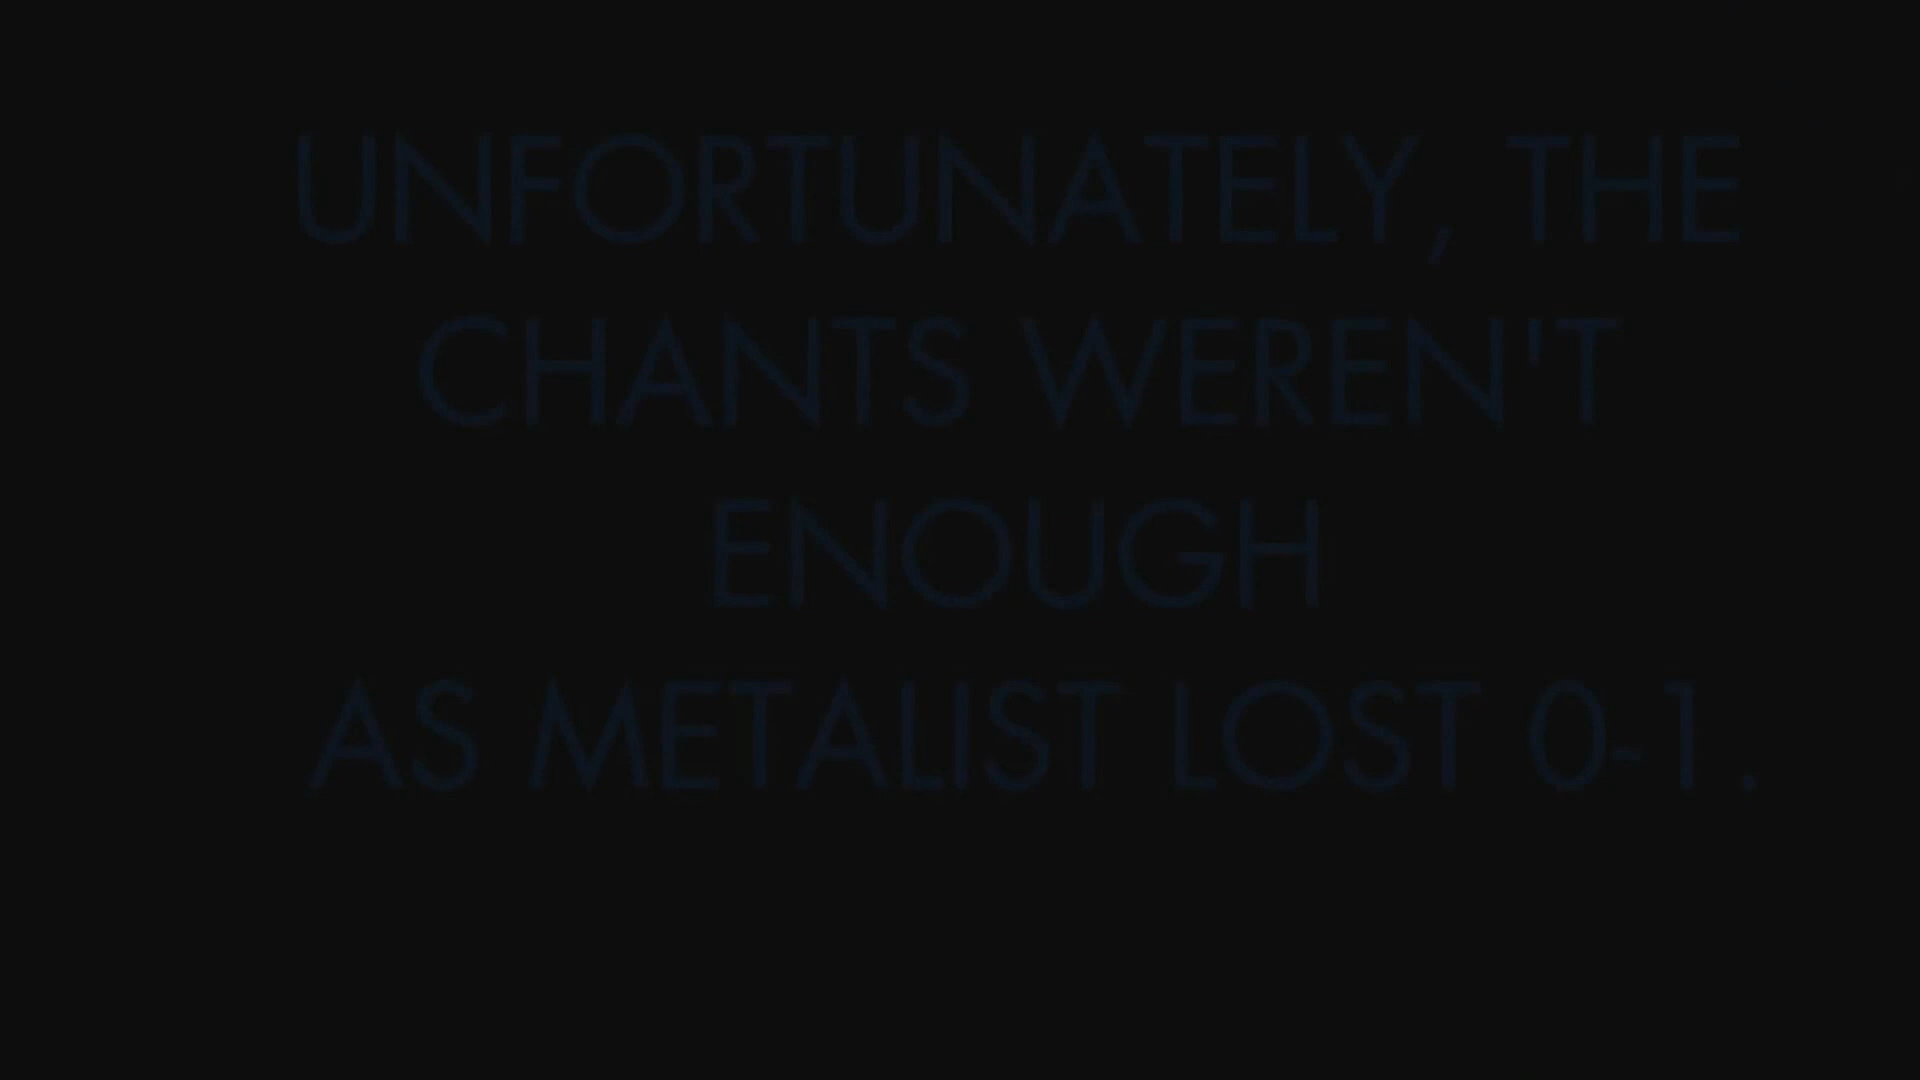 UNFORTUNATELY, THE
CHANTS WEREN'T
ENOUGH
AS METALIST LOST 0-1.